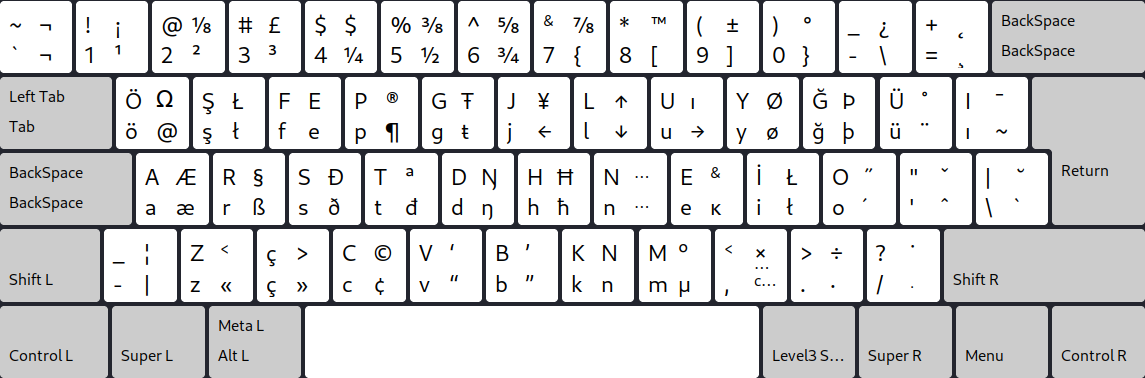 ~ ¬ ! ¡ @ ⅛ # £ $ $ % ⅜ ^ ⅝ & ⅞ * ™ ( ± ) ° _ ¿ + ˛ BackSpace
` ¬ 1 ¹ 2 ² 3 ³ 4 ¼ 5 ½ 6 ¾ 7 { 8 [ 9 ] 0 } - \ = ¸ BackSpace
Left Tab Ö Ω Ş Ł F E P ® G Ŧ J ¥ L ↑ U ı Y Ø Ğ Þ Ü ˚ I ¯
Tab ö @ ş ł f e p ¶ g ŧ j ← l ↓ u → y ø ğ þ ü ¨ ı ~
BackSpace A Æ R § S Ð T ª D Ŋ H Ħ N … E & İ Ł O ˝ " ˇ | ˘
BackSpace a æ r ß s ð t đ d ŋ h ħ n … e ĸ i ł o ´ ' ˆ \ ` Return
_ ¦ Z < ç > C © V ‘ B ’ K N M º < × > ÷ ? ˙
Shift L - | z « ç » c ¢ v “ b ” k n m µ , …c… . · / . Shift R
Meta L
Control L Super L Alt L Level3 S… Super R Menu Control R